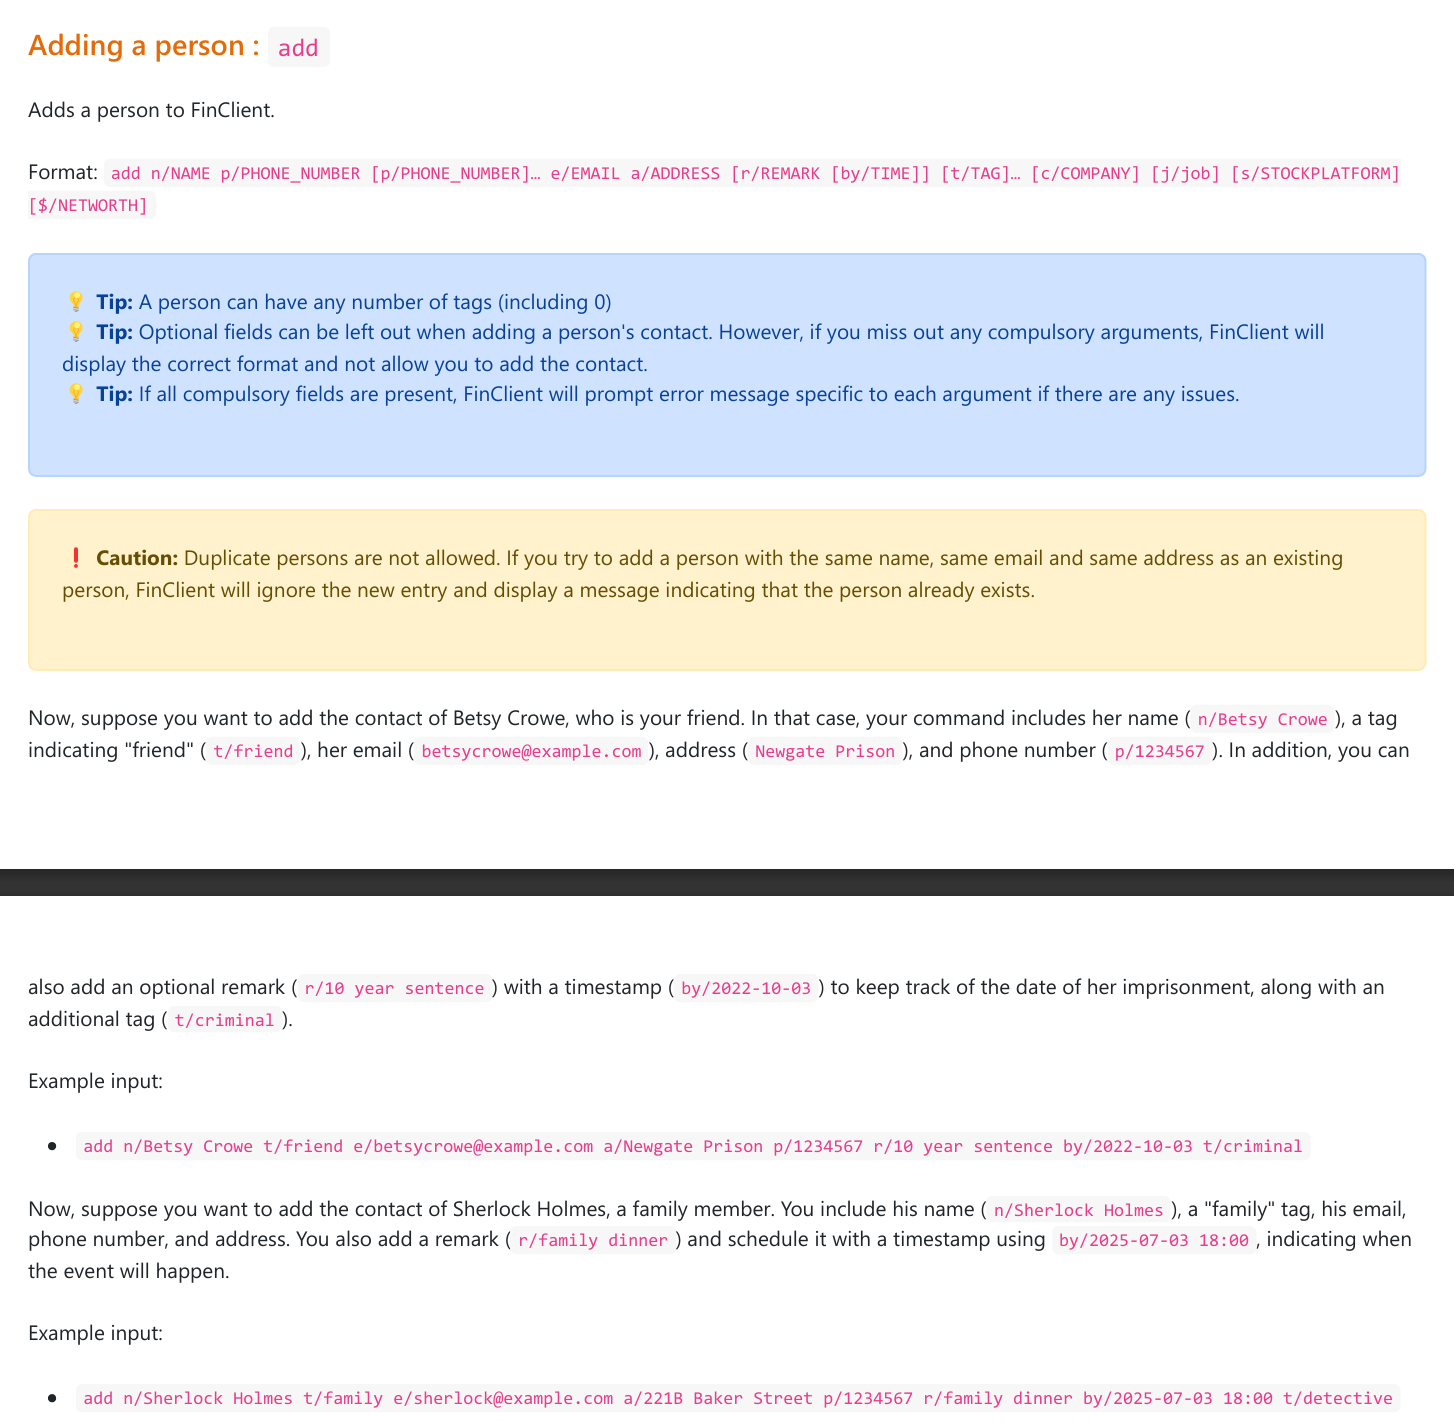 Adding a person : add
Adds a person to FinClient.
Format: add n/NAME p/PHONE_NUMBER [p/PHONE_NUMBER]… e/EMAIL a/ADDRESS [r/REMARK [by/TIME]] [t/TAG]… [c/COMPANY] [j/job] [s/STOCKPLATFORM]
[$/NETWORTH]
💡 Tip: A person can have any number of tags (including 0)
💡 Tip: Optional fields can be left out when adding a person's contact. However, if you miss out any compulsory arguments, FinClient will
display the correct format and not allow you to add the contact.
💡 Tip: If all compulsory fields are present, FinClient will prompt error message specific to each argument if there are any issues.
❗ Caution: Duplicate persons are not allowed. If you try to add a person with the same name, same email and same address as an existing
person, FinClient will ignore the new entry and display a message indicating that the person already exists.
Now, suppose you want to add the contact of Betsy Crowe, who is your friend. In that case, your command includes her name ( n/Betsy Crowe ), a tag
indicating "friend" ( t/friend ), her email ( betsycrowe@example.com ), address ( Newgate Prison ), and phone number ( p/1234567 ). In addition, you can
also add an optional remark ( r/10 year sentence ) with a timestamp ( by/2022-10-03 ) to keep track of the date of her imprisonment, along with an
additional tag ( t/criminal ).
Example input:
• add n/Betsy Crowe t/friend e/betsycrowe@example.com a/Newgate Prison p/1234567 r/10 year sentence by/2022-10-03 t/criminal
Now, suppose you want to add the contact of Sherlock Holmes, a family member. You include his name ( n/Sherlock Holmes ), a "family" tag, his email,
phone number, and address. You also add a remark ( r/family dinner ) and schedule it with a timestamp using by/2025-07-03 18:00 , indicating when
the event will happen.
Example input:
• add n/Sherlock Holmes t/family e/sherlock@example.com a/221B Baker Street p/1234567 r/family dinner by/2025-07-03 18:00 t/detective